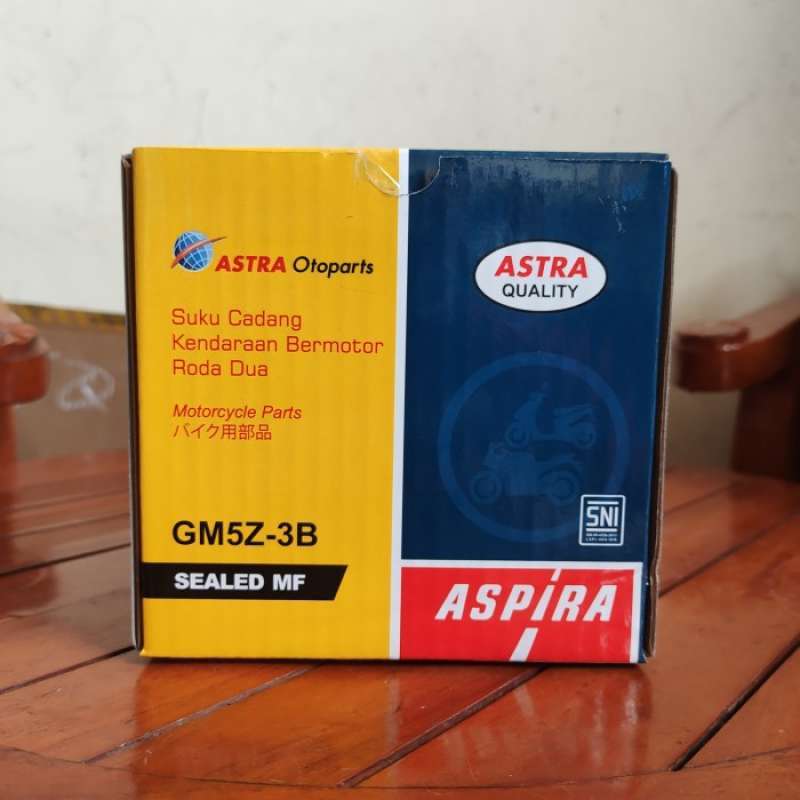 ASTRA Otoparts
Suku Cadang
Kendaraan Bermotor
Roda Dua
Motorcycle Parts
バイク用部品
GM5Z-3B
SEALED MF
ASTRA
QUALITY
SNI
ASPIRA